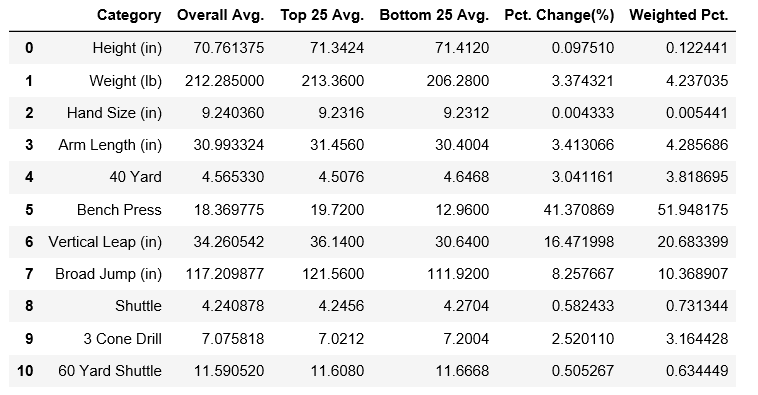 Category Overall Avg. Top 25 Avg. Bottom 25 Avg. Pct. Change(%) Weighted Pct.
0 Height (in) 70.761375 71.3424 71.4120 0.097510 0.122441
1 Weight (lb) 212.285000 213.3600 206.2800 3.374321 4.237035
2 Hand Size (in) 9.240360 9.2316 9.2312 0.004333 0.005441
3 Arm Length (in) 30.993324 31.4560 30.4004 3.413066 4.285686
4 40 Yard 4.565330 4.5076 4.6468 3.041161 3.818695
5 Bench Press 18.369775 19.7200 12.9600 41.370869 51.948175
6 Vertical Leap (in) 34.260542 36.1400 30.6400 16.471998 20.683399
7 Broad Jump (in) 117.209877 121.5600 111.9200 8.257667 10.368907
8 Shuttle 4.240878 4.2456 4.2704 0.582433 0.731344
9 3 Cone Drill 7.075818 7.0212 7.2004 2.520110 3.164428
10 60 Yard Shuttle 11.590520 11.6080 11.6668 0.505267 0.634449